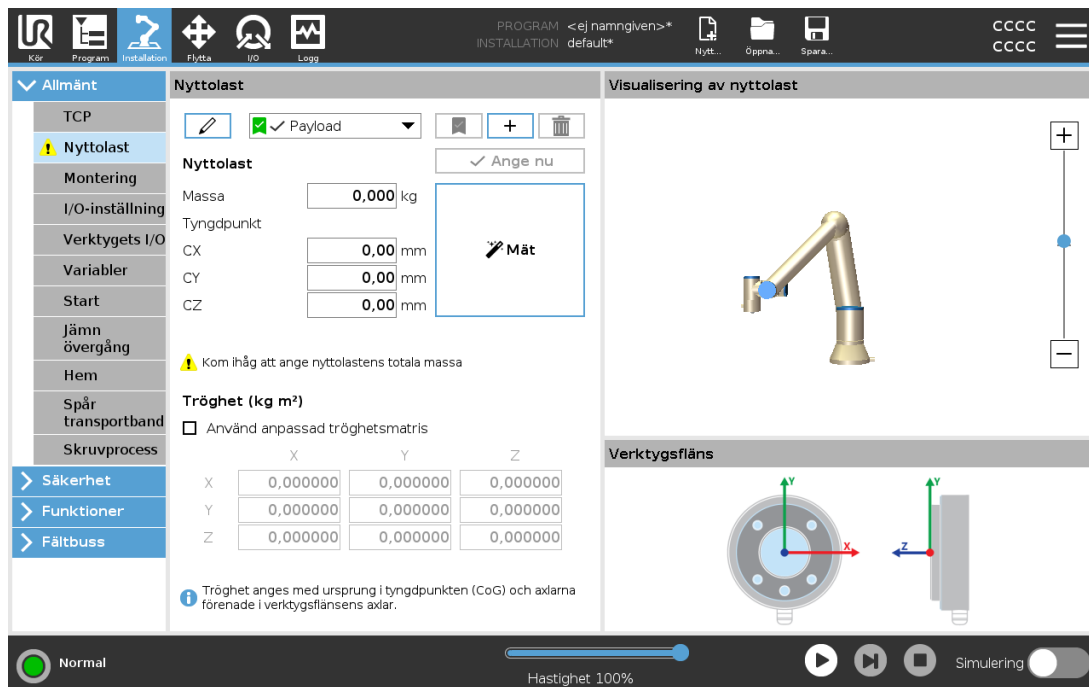 UR
Kör
Program
Installation
Flytta
I/O
Logg
PROGRAM <ej namngiven>*
INSTALLATION default*
Nytt...
Öppna...
Spara...
CCCC
CCCC
Allmänt
TCP
Nyttolast
Montering
I/O-inställning
Verktygets I/O
Variabler
Start
Jämn
övergång
Hem
Spår
transportband
Skruvprocess
Säkerhet
Funktioner
Fältbuss
Nyttolast
Payload
Nyttolast
Ange nu
Massa 0,000 kg
Tyngdpunkt
CX 0,00 mm
CY 0,00 mm
CZ 0,00 mm
Mät
Kom ihåg att ange nyttolastens totala massa
Tröghet (kg m²)
Använd anpassad tröghetsmatris
X Y Z
X 0,000000 0,000000 0,000000
Y 0,000000 0,000000 0,000000
Z 0,000000 0,000000 0,000000
Tröghet anges med ursprung i tyngdpunkten (CoG) och axlarna
förenade i verktygsflänsens axlar.
Visualisering av nyttolast
Verktygsfläns
Y
X
Y
Z
Normal
Hastighet 100%
Simulering